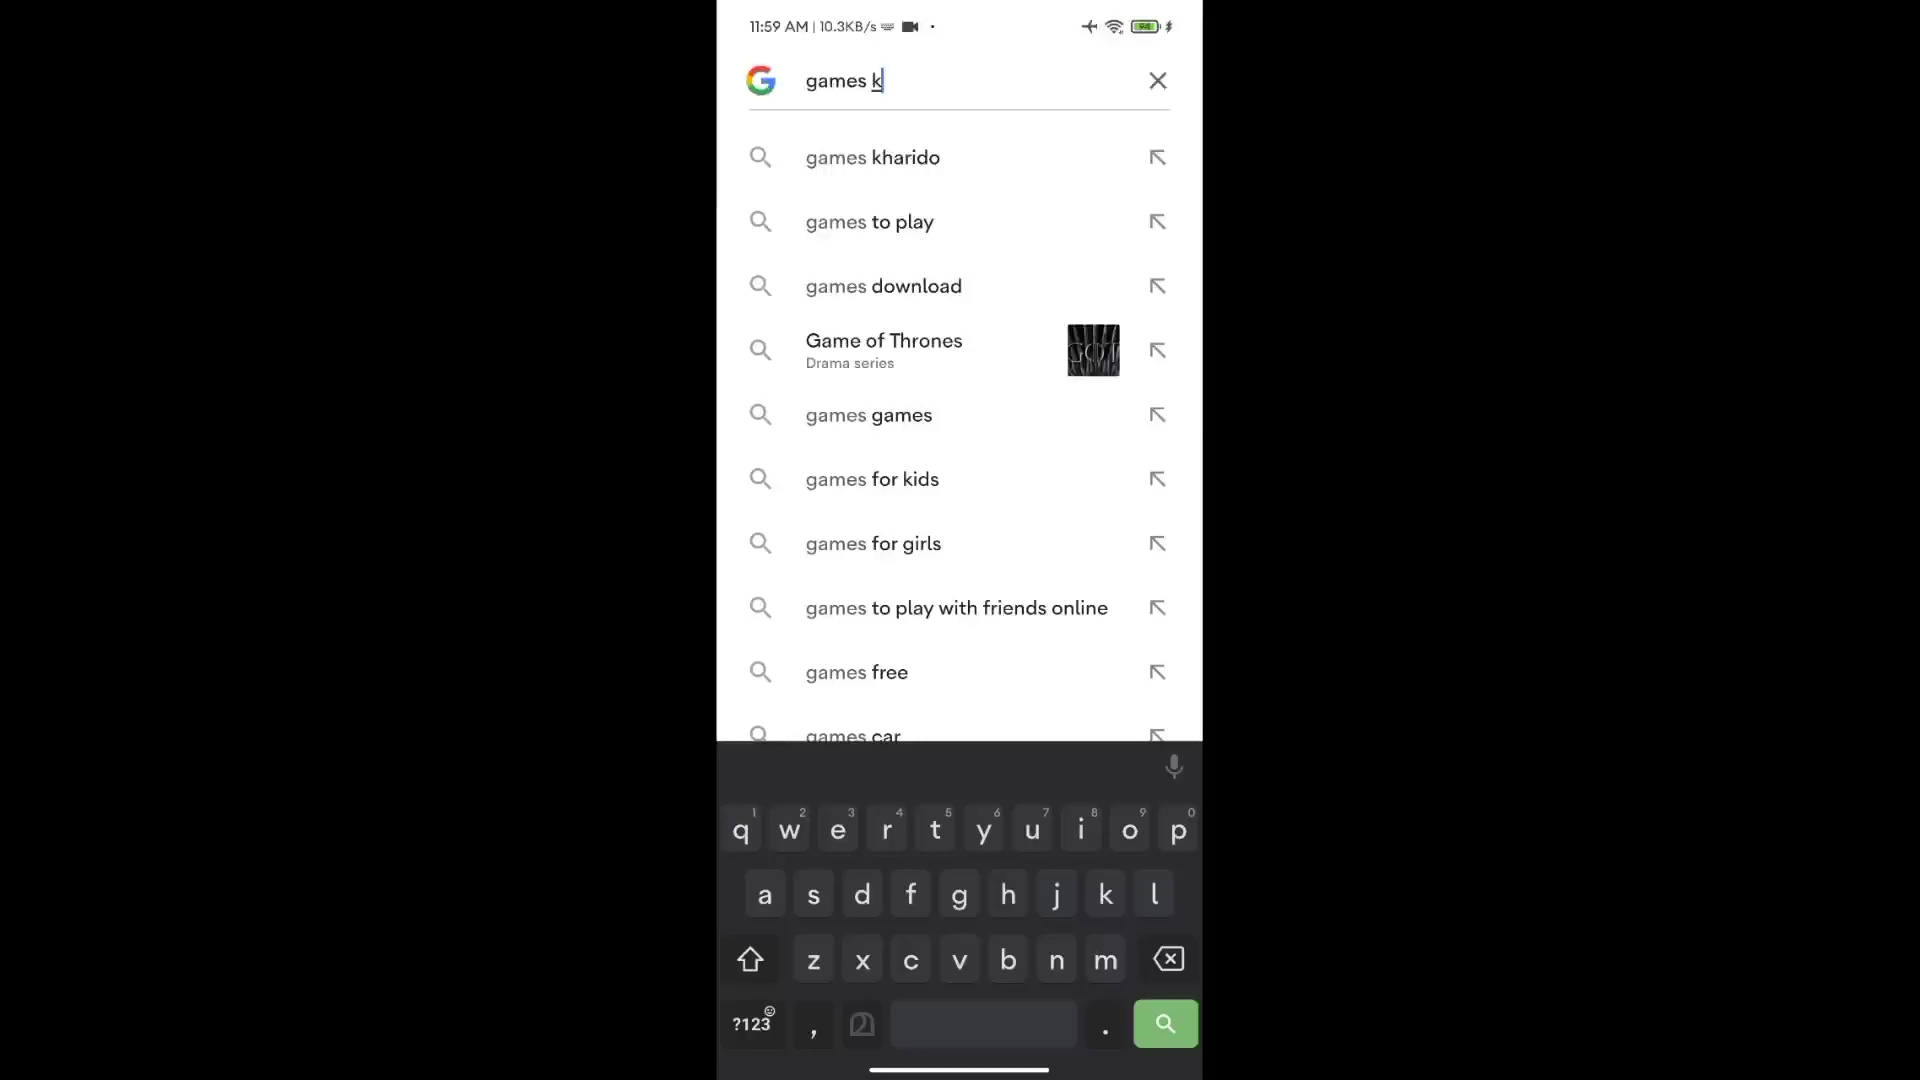 11:59 AM | 10.3KB/s
games k
games kharido
games to play
games download
Game of Thrones
Drama series
GOT
games games
games for kids
games for girls
games to play with friends online
games free
games car
1 2 3 4 5 6 7 8 9 0
q w e r t y u i o p
a s d f g h j k l
z x c v b n m
?123 , .